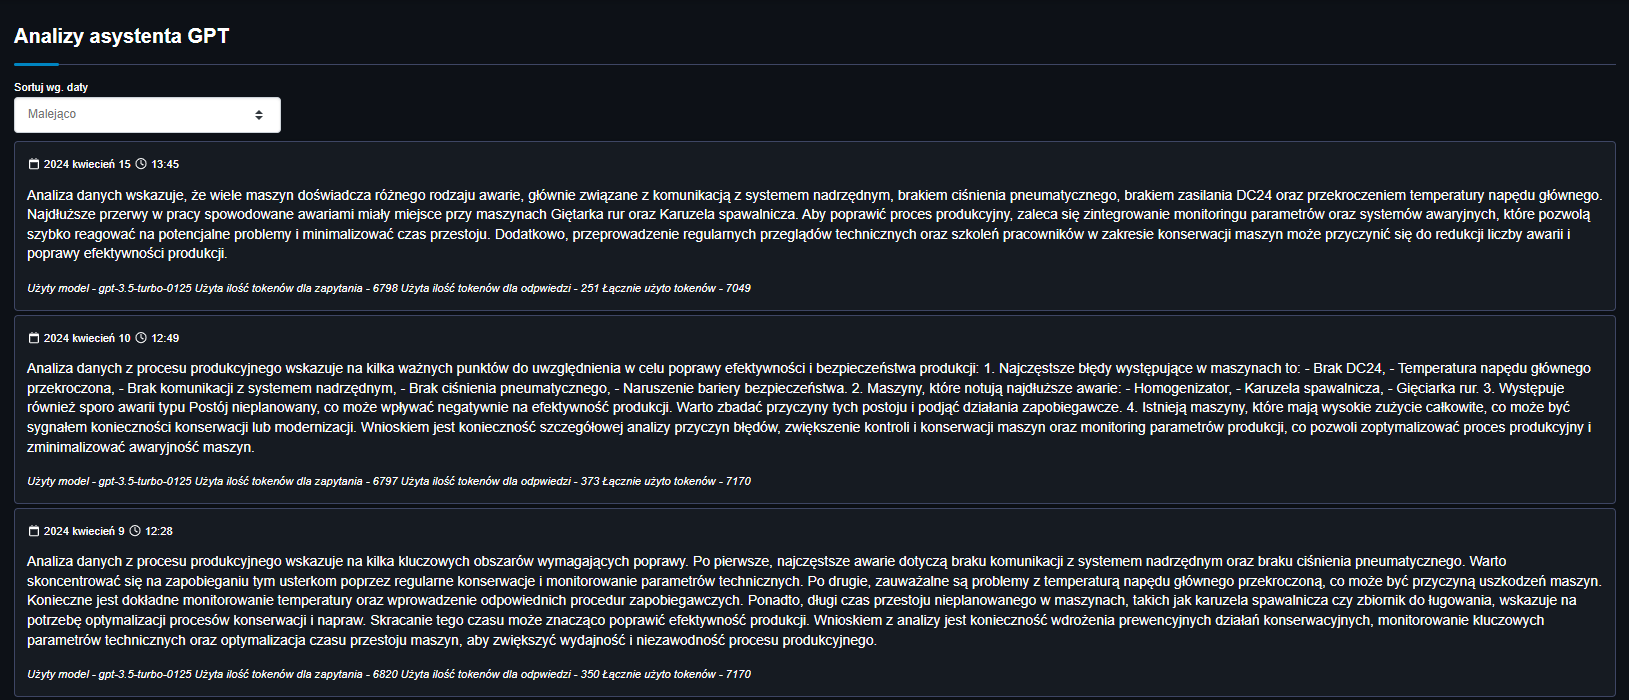 Analizy asystenta GPT
Sortuj wg. daty
Malejąco
2024 kwiecień 15 13:45
Analiza danych wskazuje, że wiele maszyn doświadcza różnego rodzaju awarie, głównie związane z komunikacją z systemem nadrzędnym, brakiem ciśnienia pneumatycznego, brakiem zasilania DC24 oraz przekroczeniem temperatury napędu głównego.
Najdłuższe przerwy w pracy spowodowane awariami miały miejsce przy maszynach Giętarka rur oraz Karuzela spawalnicza. Aby poprawić proces produkcyjny, zaleca się zintegrowanie monitoringu parametrów oraz systemów awaryjnych, które pozwolą
szybko reagować na potencjalne problemy i minimalizować czas przestoju. Dodatkowo, przeprowadzenie regularnych przeglądów technicznych oraz szkoleń pracowników w zakresie konserwacji maszyn może przyczynić się do redukcji liczby awarii i
poprawy efektywności produkcji.
Użyty model - gpt-3.5-turbo-0125 Użyta ilość tokenów dla zapytania - 6798 Użyta ilość tokenów dla odpwiedzi - 251 Łącznie użyto tokenów - 7049
2024 kwiecień 10 12:49
Analiza danych z procesu produkcyjnego wskazuje na kilka ważnych punktów do uwzględnienia w celu poprawy efektywności i bezpieczeństwa produkcji: 1. Najczęstsze błędy występujące w maszynach to: - Brak DC24, - Temperatura napędu głównego
przekroczona, - Brak komunikacji z systemem nadrzędnym, - Brak ciśnienia pneumatycznego, - Naruszenie bariery bezpieczeństwa. 2. Maszyny, które notują najdłuższe awarie: - Homogenizator, - Karuzela spawalnicza, - Gięciarka rur. 3. Występuje
również sporo awarii typu Postój nieplanowany, co może wpływać negatywnie na efektywność produkcji. Warto zbadać przyczyny tych postoju i podjąć działania zapobiegawcze. 4. Istnieją maszyny, które mają wysokie zużycie całkowite, co może być
sygnałem konieczności konserwacji lub modernizacji. Wnioskiem jest konieczność szczegółowej analizy przyczyn błędów, zwiększenie kontroli i konserwacji maszyn oraz monitoring parametrów produkcji, co pozwoli zoptymalizować proces produkcyjny i
zminimalizować awaryjność maszyn.
Użyty model - gpt-3.5-turbo-0125 Użyta ilość tokenów dla zapytania - 6797 Użyta ilość tokenów dla odpwiedzi - 373 Łącznie użyto tokenów - 7170
2024 kwiecień 9 12:28
Analiza danych z procesu produkcyjnego wskazuje na kilka kluczowych obszarów wymagających poprawy. Po pierwsze, najczęstsze awarie dotyczą braku komunikacji z systemem nadrzędnym oraz braku ciśnienia pneumatycznego. Warto
skoncentrować się na zapobieganiu tym usterkom poprzez regularne konserwacje i monitorowanie parametrów technicznych. Po drugie, zauważalne są problemy z temperaturą napędu głównego przekroczoną, co może być przyczyną uszkodzeń maszyn.
Konieczne jest dokładne monitorowanie temperatury oraz wprowadzenie odpowiednich procedur zapobiegawczych. Ponadto, długi czas przestoju nieplanowanego w maszynach, takich jak karuzela spawalnicza czy zbiornik do ługowania, wskazuje na
potrzebę optymalizacji procesów konserwacji i napraw. Skracanie tego czasu może znacząco poprawić efektywność produkcji. Wnioskiem z analizy jest konieczność wdrożenia prewencyjnych działań konserwacyjnych, monitorowanie kluczowych
parametrów technicznych oraz optymalizacja czasu przestoju maszyn, aby zwiększyć wydajność i niezawodność procesu produkcyjnego.
Użyty model - gpt-3.5-turbo-0125 Użyta ilość tokenów dla zapytania - 6820 Użyta ilość tokenów dla odpwiedzi - 350 Łącznie użyto tokenów - 7170